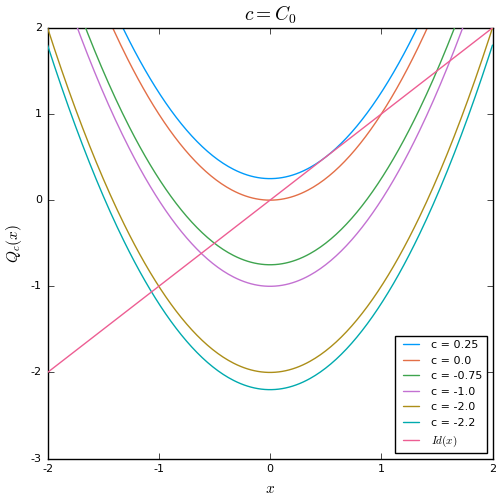 c = C₀
2
1
0
-1
-2
-3
Q_c(x)
-2
-1
0
1
2
x
c = 0.25
c = 0.0
c = -0.75
c = -1.0
c = -2.0
c = -2.2
Id(x)